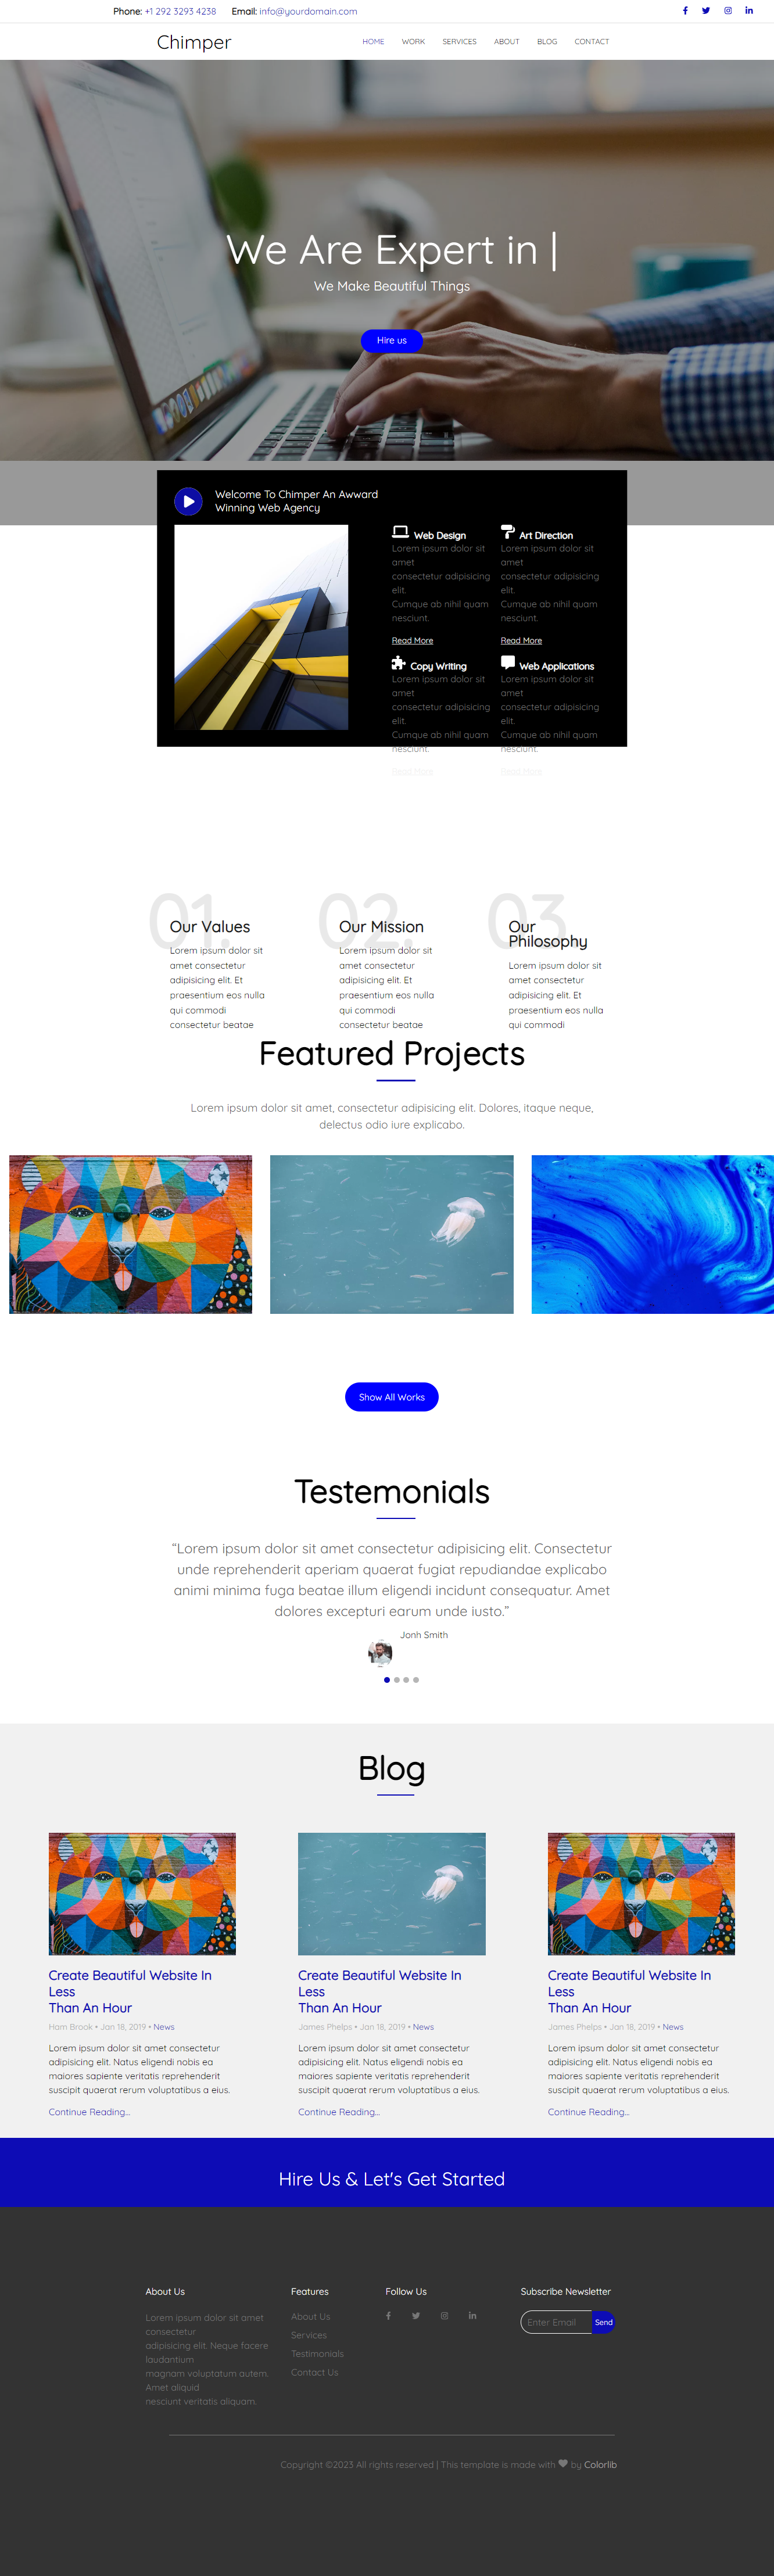 Phone: +1 292 3293 4238 Email: info@yourdomain.com
Chimper
HOME WORK SERVICES ABOUT BLOG CONTACT
We Are Expert in |
We Make Beautiful Things
Hire us
Welcome To Chimper An Awward
Winning Web Agency
Web Design
Lorem ipsum dolor sit
amet
consectetur adipisicing
elit.
Cumque ab nihil quam
nesciunt.
Read More
Art Direction
Lorem ipsum dolor sit
amet
consectetur adipisicing
elit.
Cumque ab nihil quam
nesciunt.
Read More
Copy Writing
Lorem ipsum dolor sit
amet
consectetur adipisicing
elit.
Cumque ab nihil quam
nesciunt.
Read More
Web Applications
Lorem ipsum dolor sit
amet
consectetur adipisicing
elit.
Cumque ab nihil quam
nesciunt.
Read More
01.
Our Values
Lorem ipsum dolor sit
amet consectetur
adipisicing elit. Et
praesentium eos nulla
qui commodi
consectetur beatae
02.
Our Mission
Lorem ipsum dolor sit
amet consectetur
adipisicing elit. Et
praesentium eos nulla
qui commodi
consectetur beatae
03.
Our
Philosophy
Lorem ipsum dolor sit
amet consectetur
adipisicing elit. Et
praesentium eos nulla
qui commodi
Featured Projects
Lorem ipsum dolor sit amet, consectetur adipisicing elit. Dolores, itaque neque,
delectus odio iure explicabo.
Show All Works
Testemonials
“Lorem ipsum dolor sit amet consectetur adipisicing elit. Consectetur
unde reprehenderit aperiam quaerat fugiat repudiandae explicabo
animi minima fuga beatae illum eligendi incidunt consequatur. Amet
dolores excepturi earum unde iusto.”
Jonh Smith
Blog
Create Beautiful Website In
Less
Than An Hour
Ham Brook • Jan 18, 2019 • News
Lorem ipsum dolor sit amet consectetur
adipisicing elit. Natus eligendi nobis ea
maiores sapiente veritatis reprehenderit
suscipit quaerat rerum voluptatibus a eius.
Continue Reading...
Create Beautiful Website In
Less
Than An Hour
James Phelps • Jan 18, 2019 • News
Lorem ipsum dolor sit amet consectetur
adipisicing elit. Natus eligendi nobis ea
maiores sapiente veritatis reprehenderit
suscipit quaerat rerum voluptatibus a eius.
Continue Reading...
Create Beautiful Website In
Less
Than An Hour
James Phelps • Jan 18, 2019 • News
Lorem ipsum dolor sit amet consectetur
adipisicing elit. Natus eligendi nobis ea
maiores sapiente veritatis reprehenderit
suscipit quaerat rerum voluptatibus a eius.
Continue Reading...
Hire Us & Let's Get Started
About Us
Lorem ipsum dolor sit amet
consectetur
adipisicing elit. Neque facere
laudantium
magnam voluptatum autem.
Amet aliquid
nesciunt veritatis aliquam.
Features
About Us
Services
Testimonials
Contact Us
Follow Us
Subscribe Newsletter
Enter Email Send
Copyright ©2023 All rights reserved | This template is made with by Colorlib